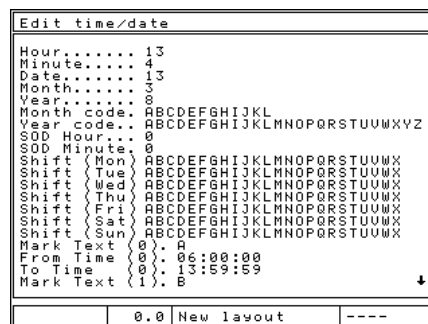 Edit time/date
Hour....... 13
Minute..... 4
Date....... 13
Month...... 3
Year....... 8
Month code. ABCDEFGHIJKL
Year code.. ABCDEFGHIJKLMNOPQRSTUVWXYZ
SOD Hour... 0
SOD Minute. 0
Shift (Mon) ABCDEFGHIJKLMNOPQRSTUVWX
Shift (Tue) ABCDEFGHIJKLMNOPQRSTUVWX
Shift (Wed) ABCDEFGHIJKLMNOPQRSTUVWX
Shift (Thu) ABCDEFGHIJKLMNOPQRSTUVWX
Shift (Fri) ABCDEFGHIJKLMNOPQRSTUVWX
Shift (Sat) ABCDEFGHIJKLMNOPQRSTUVWX
Shift (Sun) ABCDEFGHIJKLMNOPQRSTUVWX
Mark Text (0). A
From Time (0). 06:00:00
To Time   (0). 13:59:59
Mark Text (1). B
0.0 New layout ----